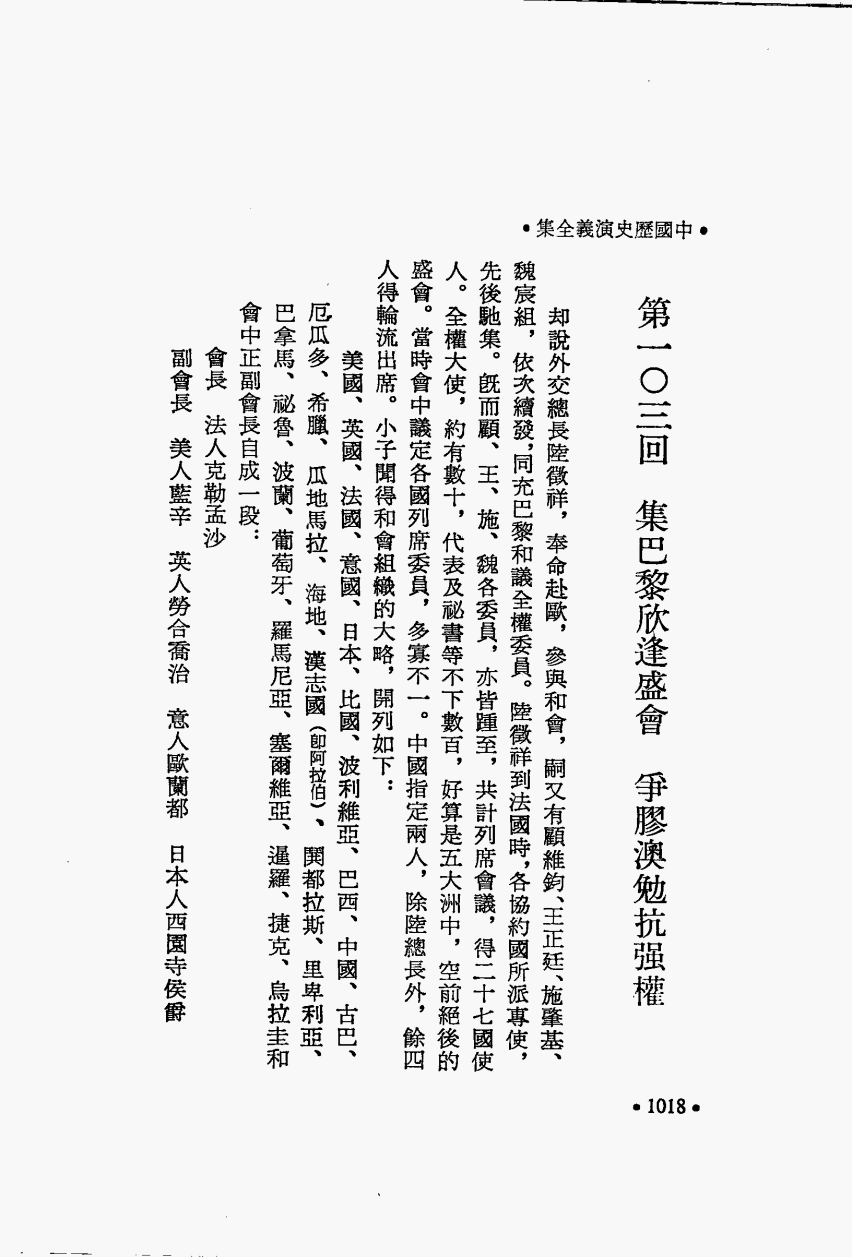 •中國歷史演義全集•
第一〇三回　集巴黎欣逢盛會　爭膠澳勉抗强權
却說外交總長陸徵祥，奉命赴歐，參與和會，嗣又有顧維鈞、王正廷、施肇基、
魏宸組，依次續發，同充巴黎和議全權委員。陸徵祥到法國時，各協約國所派專使，
先後馳集。旣而顧、王、施、魏各委員，亦皆踵至，共計列席會議，得二十七國使
人。全權大使，約有數十，代表及祕書等不下數百，好算是五大洲中，空前絕後的
盛會。當時會中議定各國列席委員，多寡不一。中國指定兩人，除陸總長外，餘四
人得輪流出席。小子聞得和會組織的大略，開列如下：
美國、英國、法國、意國、日本、比國、波利維亞、巴西、中國、古巴、
厄瓜多、希臘、瓜地馬拉、海地、漢志國（卽阿拉伯）、閧都拉斯、里卑利亞、
巴拿馬、祕魯、波蘭、葡萄牙、羅馬尼亞、塞爾維亞、暹羅、捷克、烏拉圭和
會中正副會長自成一段：
會長　法人克勒孟沙
副會長　美人藍辛　英人勞合喬治　意人歐蘭都　日本人西園寺侯爵
•1018•